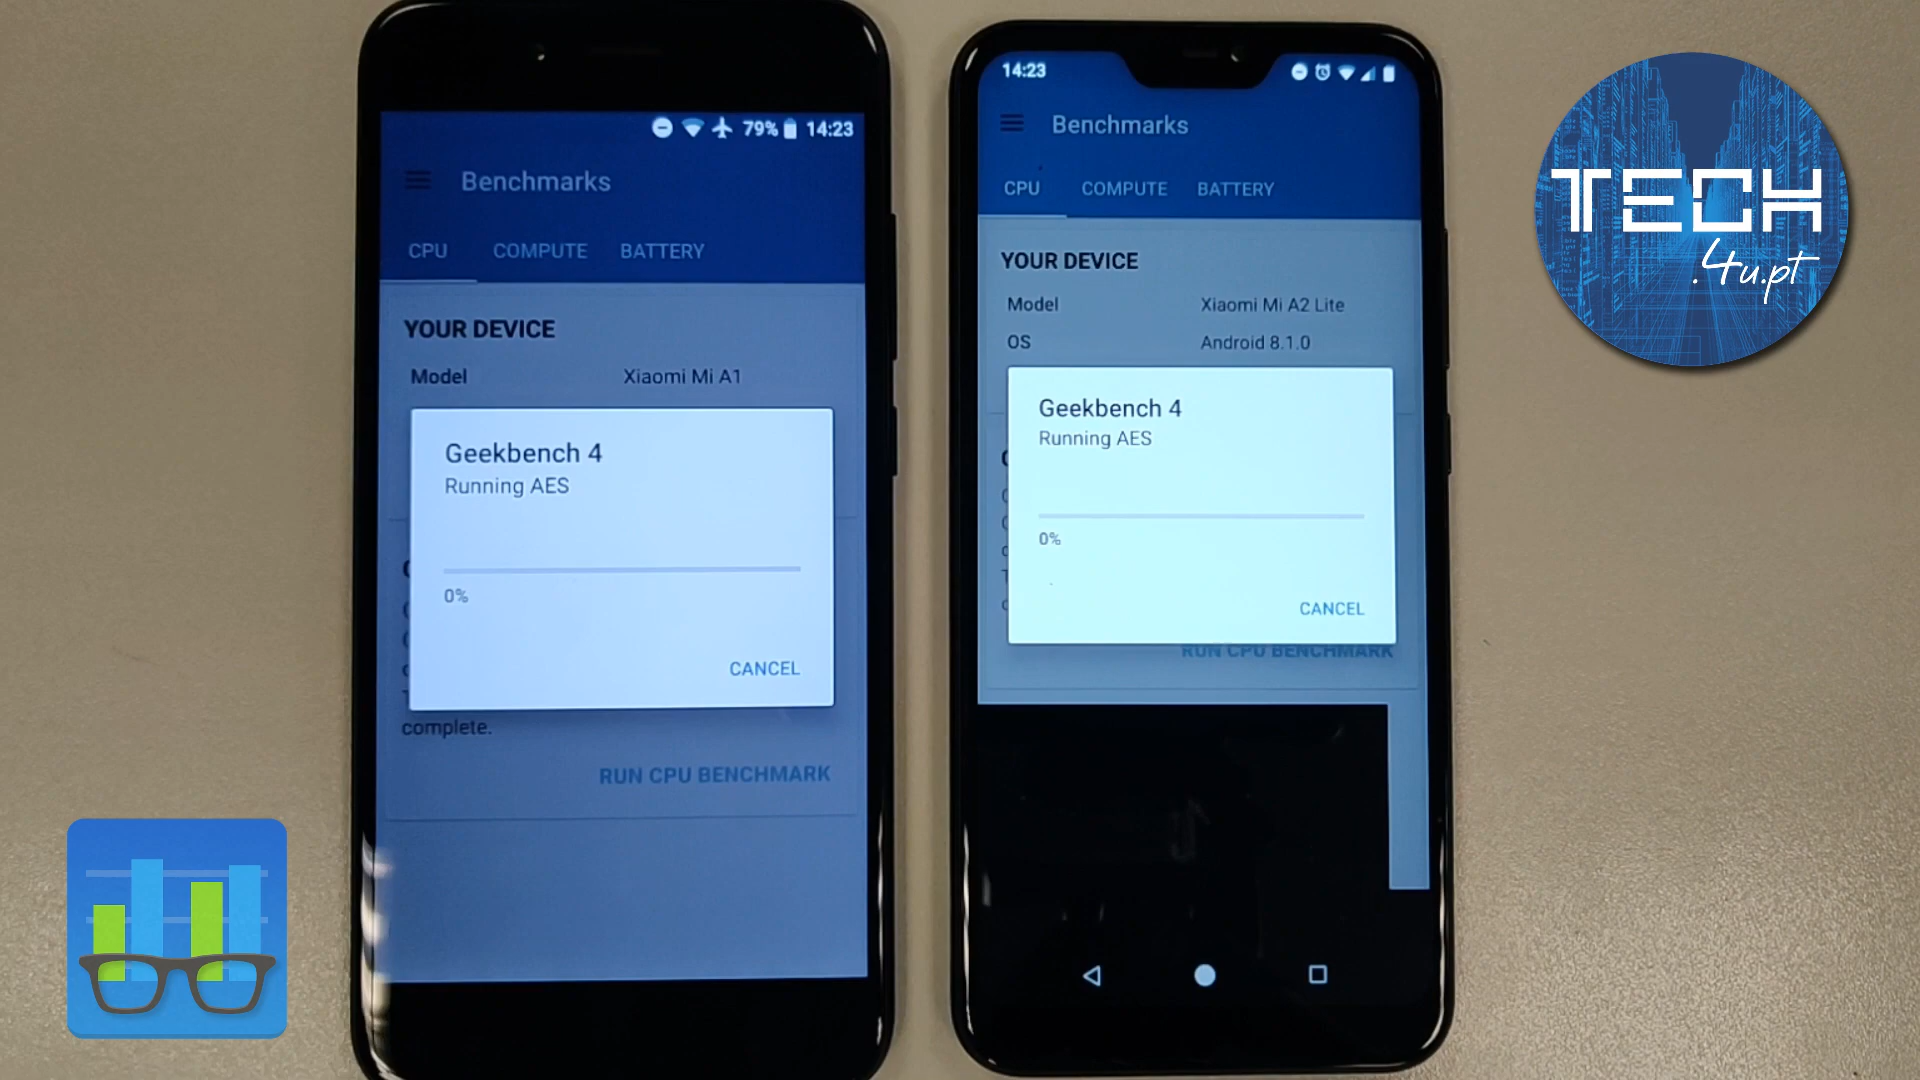 79% 14:23
Benchmarks
CPU COMPUTE BATTERY
YOUR DEVICE
Model Xiaomi Mi A1
Geekbench 4
Running AES
0%
CANCEL
complete.
RUN CPU BENCHMARK
14:23
Benchmarks
CPU COMPUTE BATTERY
YOUR DEVICE
Model Xiaomi Mi A2 Lite
OS Android 8.1.0
Geekbench 4
Running AES
0%
CANCEL
RUN CPU BENCHMARK
TECH
.4u.pt